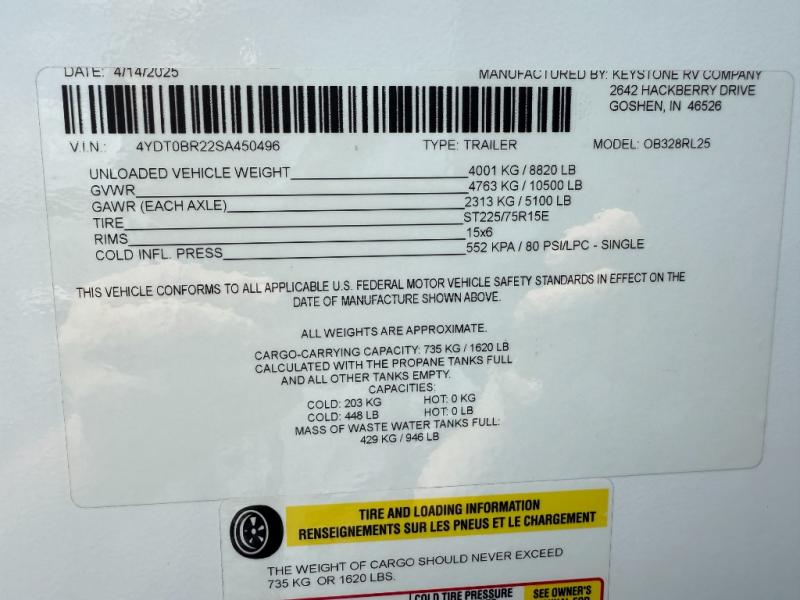 DATE: 4/14/2025 MANUFACTURED BY: KEYSTONE RV COMPANY
2642 HACKBERRY DRIVE
GOSHEN, IN 46526
V.I.N.: 4YDT0BR22SA450496 TYPE: TRAILER MODEL: OB328RL25
UNLOADED VEHICLE WEIGHT 4001 KG / 8820 LB
GVWR 4763 KG / 10500 LB
GAWR (EACH AXLE) 2313 KG / 5100 LB
TIRE ST225/75R15E
RIMS 15x6
COLD INFL. PRESS 552 KPA / 80 PSI/LPC - SINGLE
THIS VEHICLE CONFORMS TO ALL APPLICABLE U.S. FEDERAL MOTOR VEHICLE SAFETY STANDARDS IN EFFECT ON THE
DATE OF MANUFACTURE SHOWN ABOVE.
ALL WEIGHTS ARE APPROXIMATE.
CARGO-CARRYING CAPACITY: 735 KG / 1620 LB
CALCULATED WITH THE PROPANE TANKS FULL
AND ALL OTHER TANKS EMPTY.
CAPACITIES:
COLD: 203 KG HOT: 0 KG
COLD: 448 LB HOT: 0 LB
MASS OF WASTE WATER TANKS FULL:
429 KG / 946 LB
TIRE AND LOADING INFORMATION
RENSEIGNEMENTS SUR LES PNEUS ET LE CHARGEMENT
THE WEIGHT OF CARGO SHOULD NEVER EXCEED
735 KG OR 1620 LBS.
COLD TIRE PRESSURE SEE OWNER'S